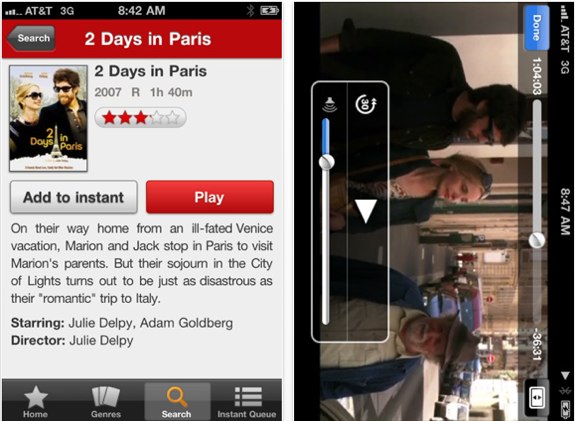 AT&T 3G 8:42 AM
Search
2 Days in Paris
2 Days in Paris
2007 R 1h 40m
2
Days in
Paris
Add to instant
Play
On their way home from an ill-fated Venice
vacation, Marion and Jack stop in Paris to visit
Marion's parents. But their sojourn in the City
of Lights turns out to be just as disastrous as
their "romantic" trip to Italy.
Starring: Julie Delpy, Adam Goldberg
Director: Julie Delpy
Home
Genres
Search
Instant Queue
AT&T 3G 8:47 AM
Done
1:04:03
-36:31
30